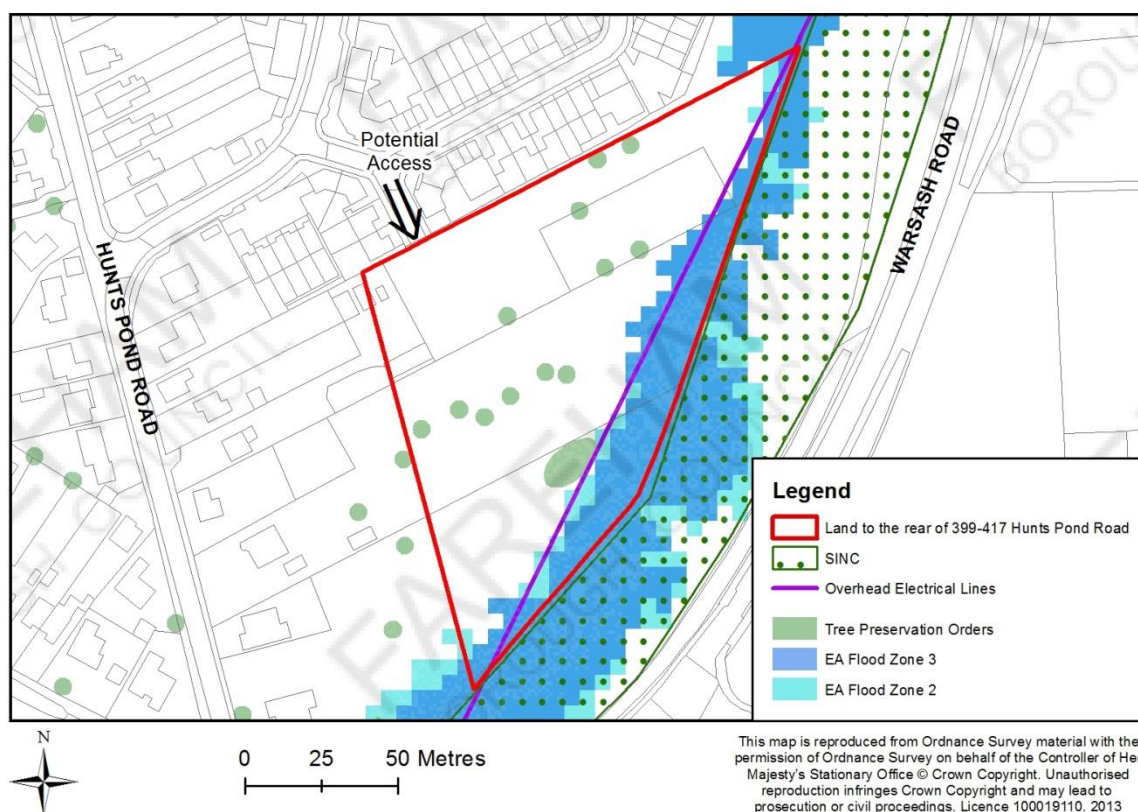 Potential
Access
HUNTS POND ROAD
WARSASH ROAD
FAREHAM
BOROUGH COUNCIL
Legend
Land to the rear of 399-417 Hunts Pond Road
SINC
Overhead Electrical Lines
Tree Preservation Orders
EA Flood Zone 3
EA Flood Zone 2
N
0 25 50 Metres
This map is reproduced from Ordnance Survey material with the
permission of Ordnance Survey on behalf of the Controller of Her
Majesty's Stationary Office © Crown Copyright. Unauthorised
reproduction infringes Crown Copyright and may lead to
prosecution or civil proceedings. Licence 100019110. 2013